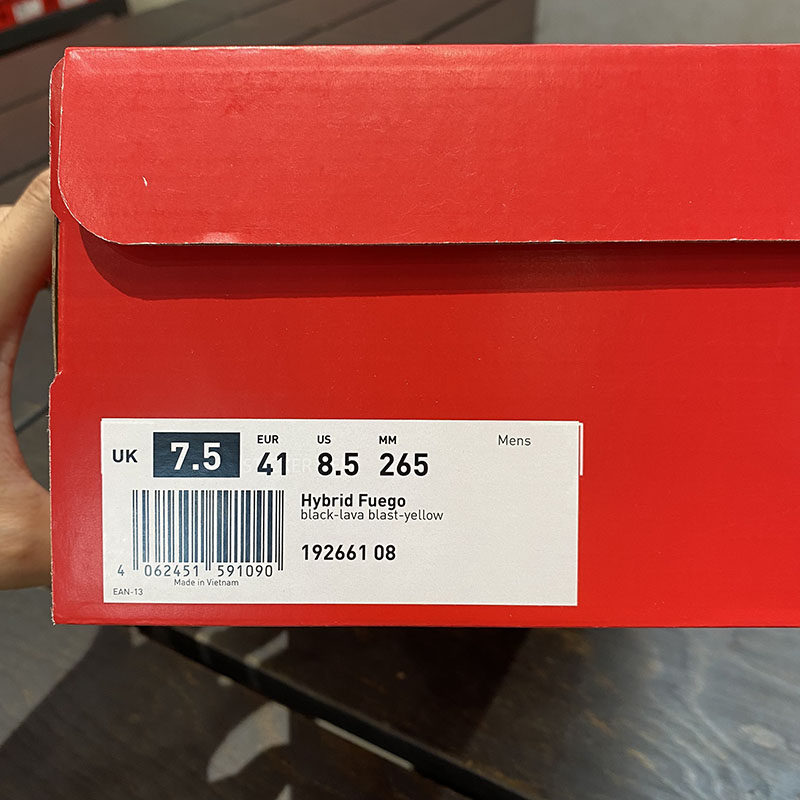 UK 7.5 EUR 41 US 8.5 MM 265 Mens
Hybrid Fuego
black-lava blast-yellow
192661 08
4 062451 591090
Made in Vietnam
EAN-13